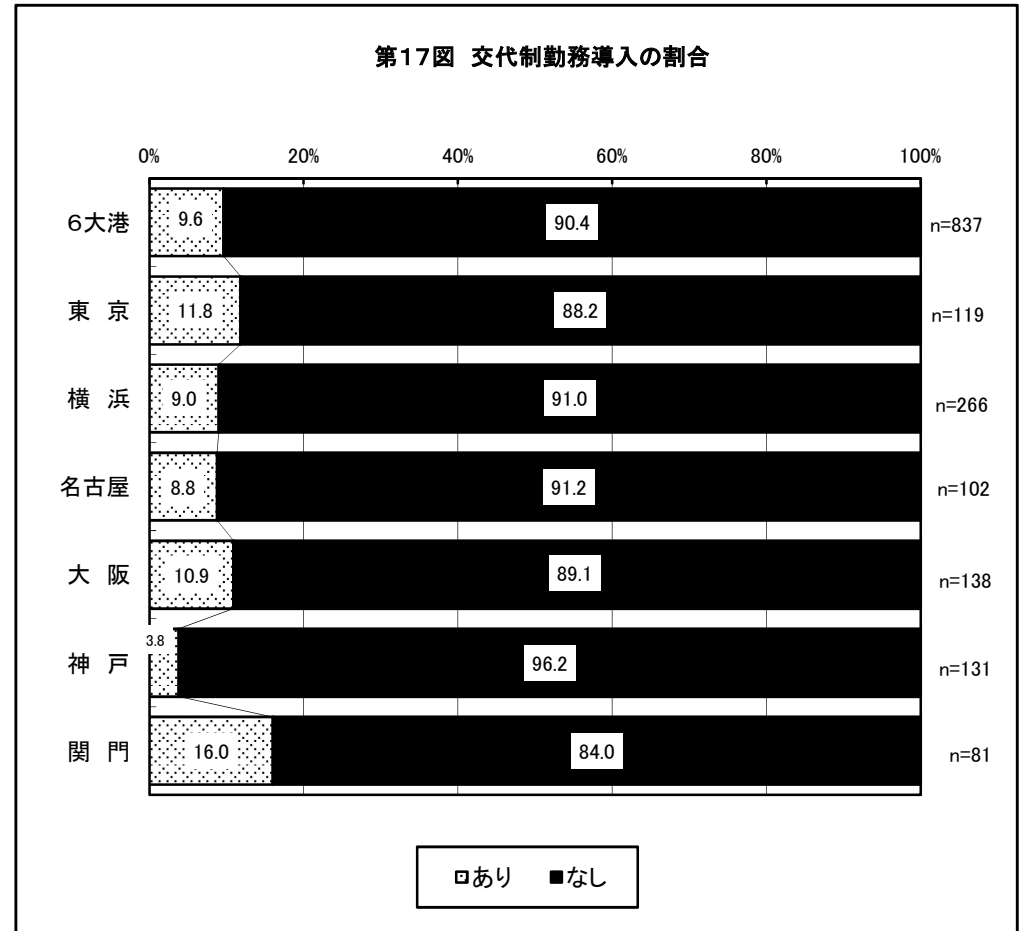 第17図 交代制勤務導入の割合
0% 20% 40% 60% 80% 100%
6大港 9.6 90.4 n=837
東 京 11.8 88.2 n=119
横 浜 9.0 91.0 n=266
名古屋 8.8 91.2 n=102
大 阪 10.9 89.1 n=138
神 戸 3.8 96.2 n=131
関 門 16.0 84.0 n=81
あり なし